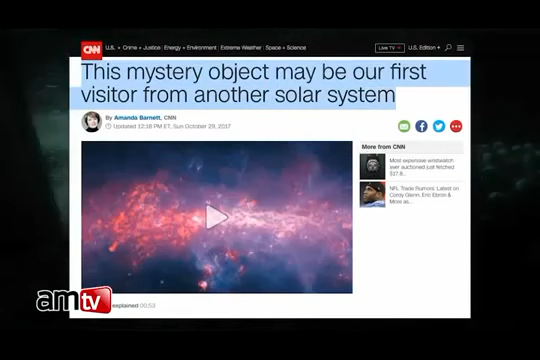 CNN
U.S. + Crime + Justice Energy + Environment Extreme Weather Space + Science
Live TV
U.S. Edition +
This mystery object may be our first
visitor from another solar system
By Amanda Barnett, CNN
Updated 12:18 PM ET, Sun October 29, 2017
More from CNN
Most expensive wristwatch
ever auctioned just fetched
$17.8...
NFL Trade Rumors: Latest on
Cordy Glenn, Eric Ebron &
More as...
amtv
explained 00:53